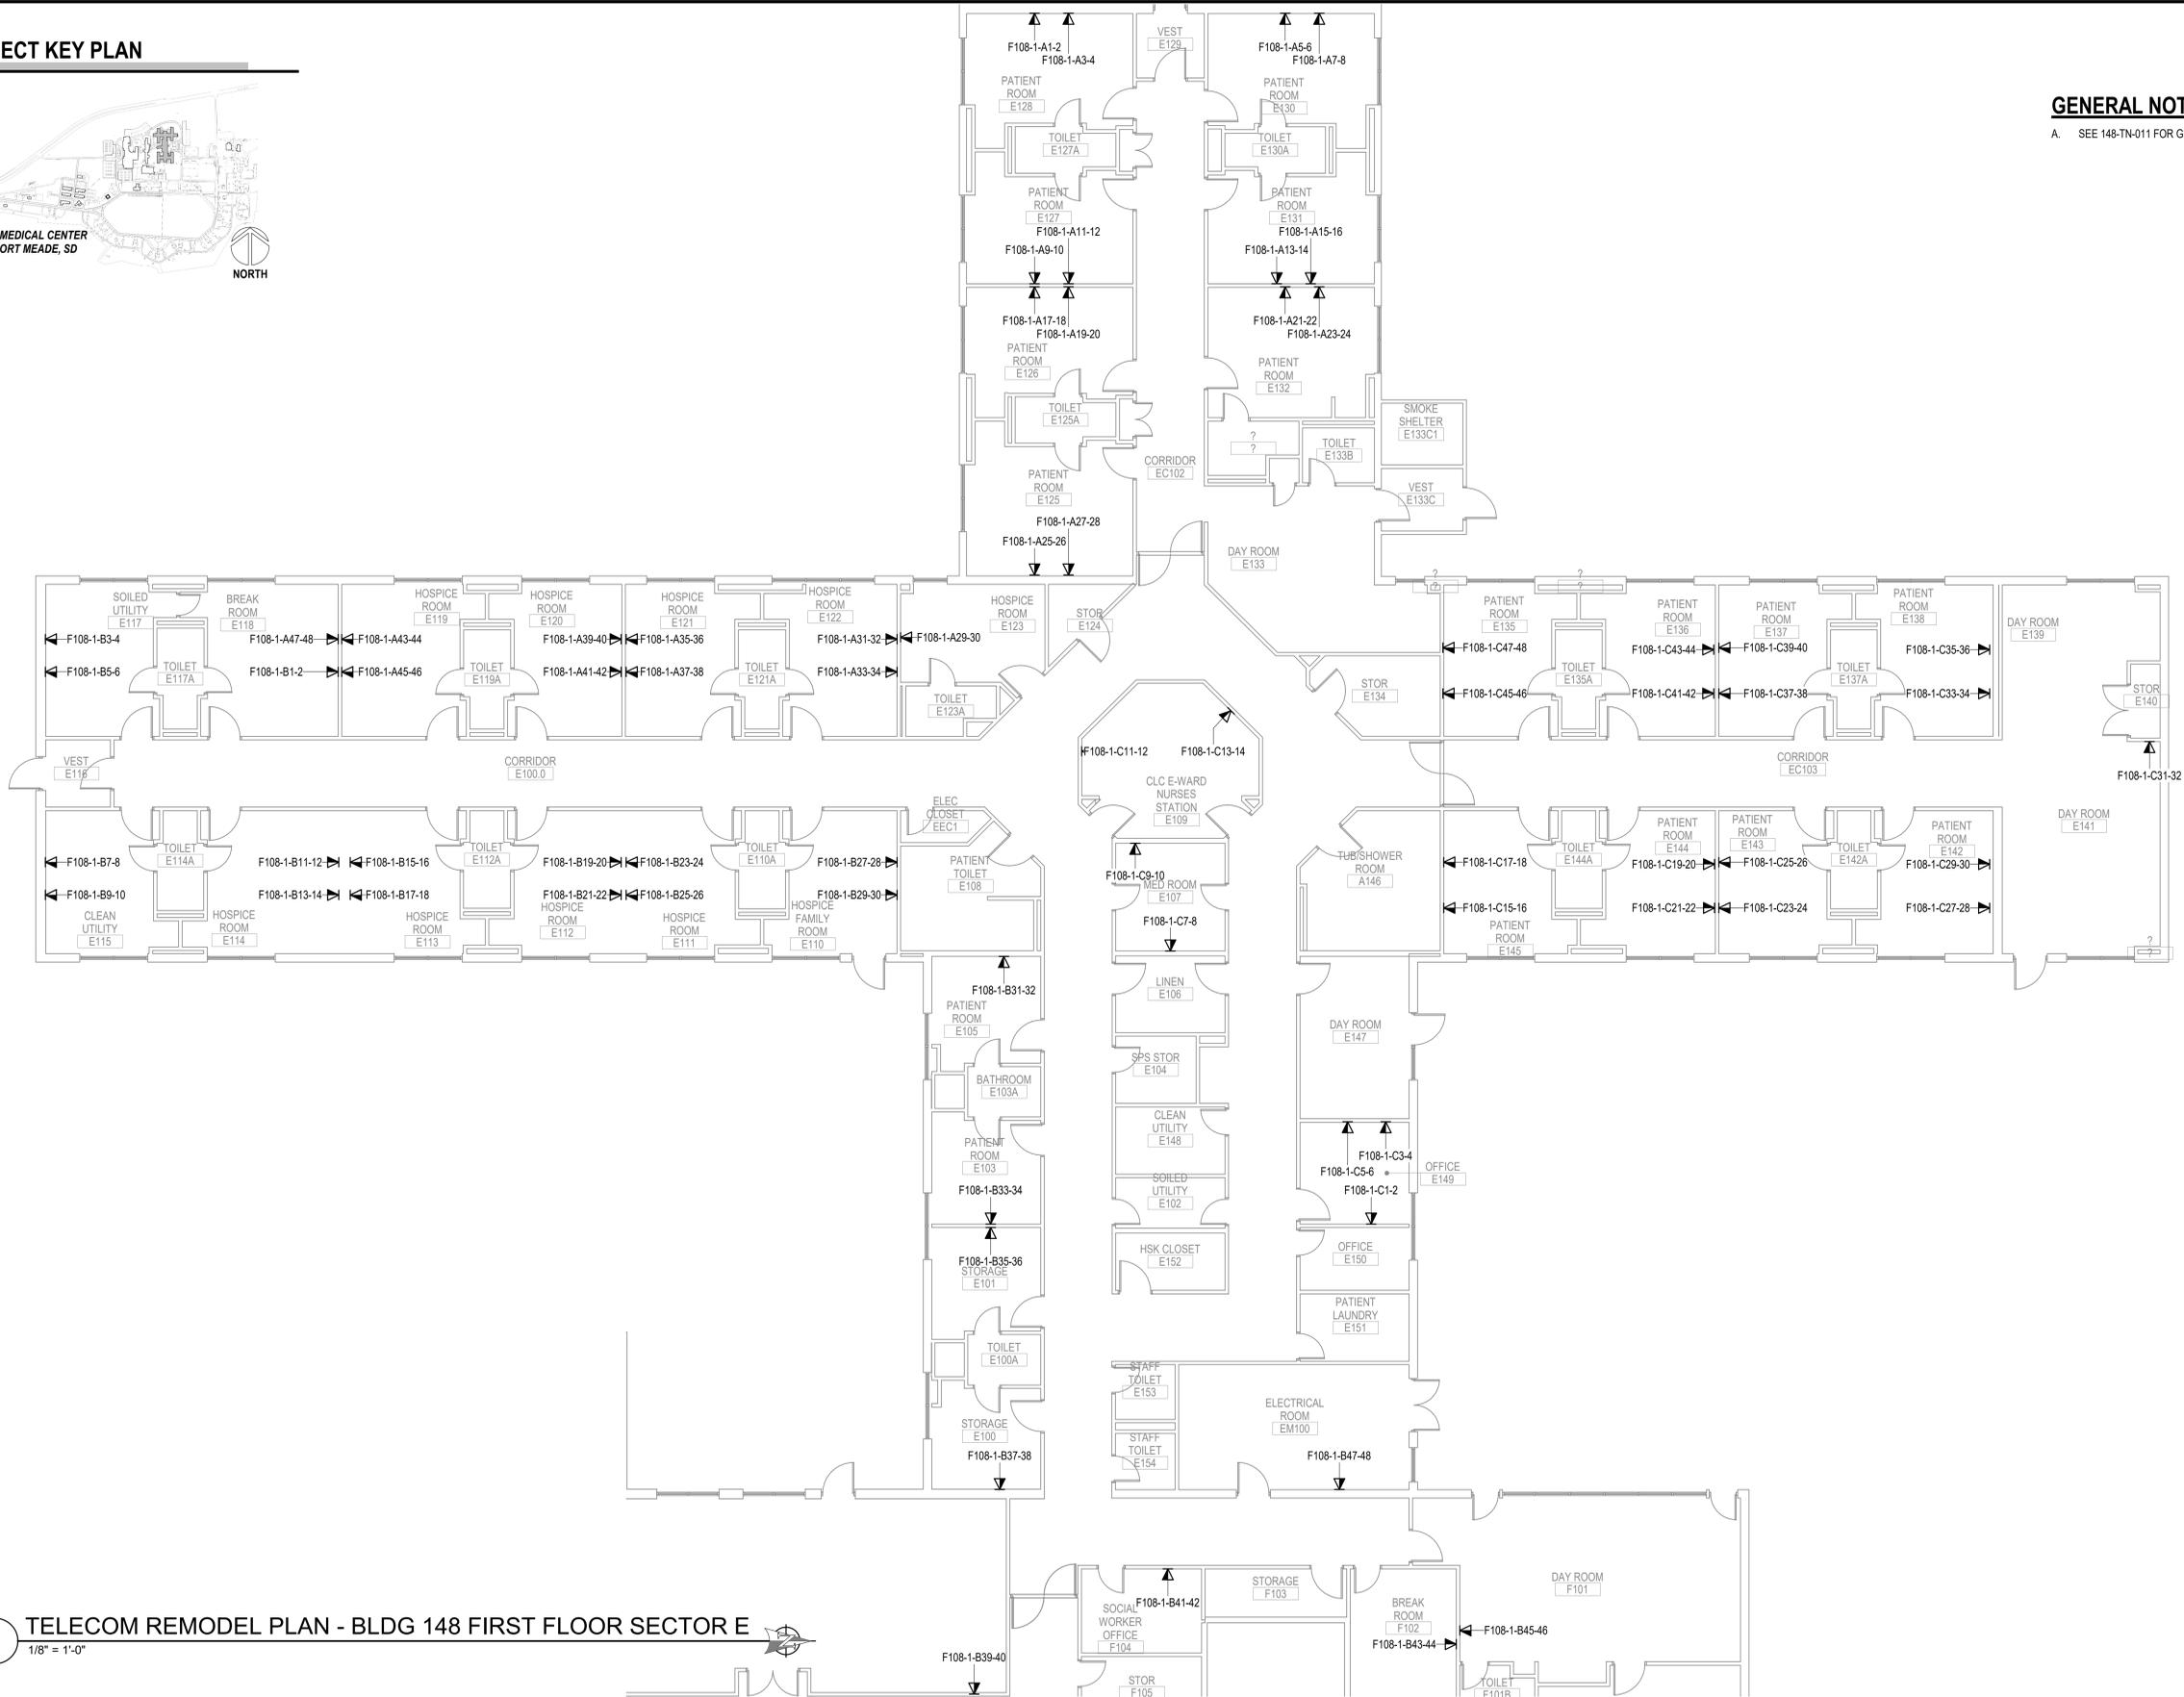 ECT KEY PLAN
MEDICAL CENTER
ORT MEADE, SD
NORTH
GENERAL NOT
A. SEE 148-TN-011 FOR G
F108-1-A1-2
F108-1-A3-4
VEST
E129
F108-1-A5-6
F108-1-A7-8
PATIENT
ROOM
E128
PATIENT
ROOM
E130
TOILET
E127A
TOILET
E130A
PATIENT
ROOM
E127
F108-1-A11-12
F108-1-A9-10
PATIENT
ROOM
E131
F108-1-A15-16
F108-1-A13-14
F108-1-A17-18
F108-1-A19-20
PATIENT
ROOM
E126
F108-1-A21-22
F108-1-A23-24
PATIENT
ROOM
E132
TOILET
E125A
SMOKE
SHELTER
E133C1
?
?
TOILET
E133B
CORRIDOR
EC102
VEST
E133C
PATIENT
ROOM
E125
F108-1-A27-28
F108-1-A25-26
DAY ROOM
E133
SOILED
UTILITY
E117
BREAK
ROOM
E118
HOSPICE
ROOM
E119
HOSPICE
ROOM
E120
HOSPICE
ROOM
E121
HOSPICE
ROOM
E122
HOSPICE
ROOM
E123
STOR
E124
F108-1-B3-4
F108-1-A47-48
F108-1-A43-44
F108-1-A39-40
F108-1-A35-36
F108-1-A31-32
F108-1-A29-30
F108-1-B5-6
F108-1-B1-2
F108-1-A45-46
F108-1-A41-42
F108-1-A37-38
F108-1-A33-34
TOILET
E117A
TOILET
E119A
TOILET
E121A
TOILET
E123A
?
?
?
?
PATIENT
ROOM
E135
PATIENT
ROOM
E136
PATIENT
ROOM
E137
PATIENT
ROOM
E138
DAY ROOM
E139
F108-1-C47-48
F108-1-C43-44
F108-1-C39-40
F108-1-C35-36
TOILET
E135A
TOILET
E137A
STOR
E134
F108-1-C45-46
F108-1-C41-42
F108-1-C37-38
F108-1-C33-34
STOR
E140
VEST
E116
CORRIDOR
E100.0
F108-1-C11-12
F108-1-C13-14
CLC E-WARD
NURSES
STATION
E109
CORRIDOR
EC103
F108-1-C31-32
DAY ROOM
E141
ELEC
CLOSET
EEC1
F108-1-B7-8
TOILET
E114A
F108-1-B11-12
F108-1-B15-16
TOILET
E112A
F108-1-B19-20
F108-1-B23-24
TOILET
E110A
F108-1-B27-28
PATIENT
TOILET
E108
F108-1-B9-10
F108-1-B13-14
F108-1-B17-18
F108-1-B21-22
F108-1-B25-26
F108-1-B29-30
CLEAN
UTILITY
E115
HOSPICE
ROOM
E114
HOSPICE
ROOM
E113
HOSPICE
ROOM
E112
HOSPICE
ROOM
E111
HOSPICE
FAMILY
ROOM
E110
F108-1-C9-10
MED ROOM
E107
F108-1-C7-8
TUB/SHOWER
ROOM
A146
F108-1-C17-18
TOILET
E144A
PATIENT
ROOM
E144
F108-1-C19-20
PATIENT
ROOM
E143
F108-1-C25-26
TOILET
E142A
PATIENT
ROOM
E142
F108-1-C29-30
F108-1-C15-16
F108-1-C21-22
F108-1-C23-24
F108-1-C27-28
PATIENT
ROOM
E145
?
?
F108-1-B31-32
PATIENT
ROOM
E105
LINEN
E106
DAY ROOM
E147
BATHROOM
E103A
SPS STOR
E104
CLEAN
UTILITY
E148
PATIENT
ROOM
E103
F108-1-B33-34
SOILED
UTILITY
E102
F108-1-C3-4
F108-1-C5-6
F108-1-C1-2
OFFICE
E149
F108-1-B35-36
STORAGE
E101
HSK CLOSET
E152
OFFICE
E150
PATIENT
LAUNDRY
E151
TOILET
E100A
STAFF
TOILET
E153
ELECTRICAL
ROOM
EM100
STORAGE
E100
F108-1-B37-38
STAFF
TOILET
E154
F108-1-B47-48
F108-1-B41-42
SOCIAL
WORKER
OFFICE
F104
STORAGE
F103
BREAK
ROOM
F102
F108-1-B43-44
F108-1-B45-46
DAY ROOM
F101
TELECOM REMODEL PLAN - BLDG 148 FIRST FLOOR SECTOR E
1/8" = 1'-0"
F108-1-B39-40
STOR
F105
TOILET
F101B